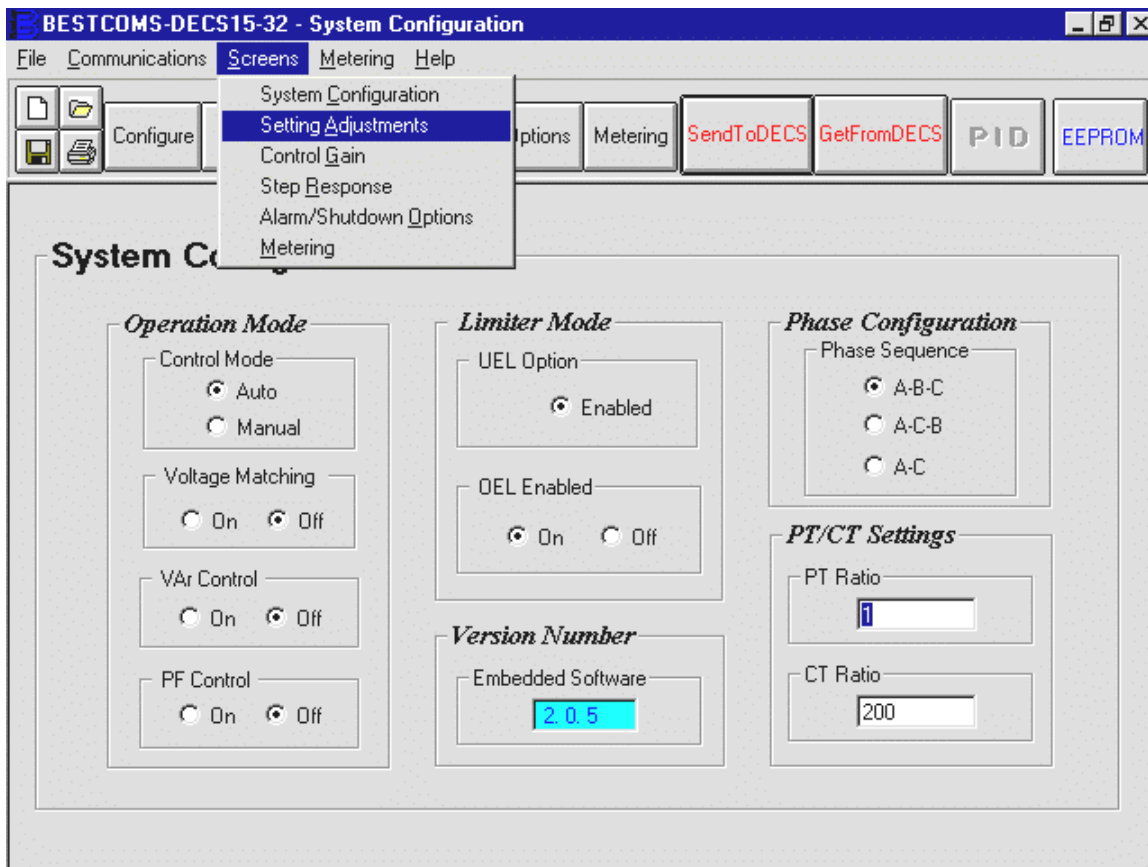 BESTCOMS-DECS15-32 - System Configuration
File Communications Screens Metering Help
System Configuration
Setting Adjustments
Control Gain
Step Response
Alarm/Shutdown Options
Metering
Configure ptions Metering SendToDECS GetFromDECS PID EEPROM
System Co
Operation Mode
Control Mode
Auto
Manual
Voltage Matching
On Off
VAr Control
On Off
PF Control
On Off
Limiter Mode
UEL Option
Enabled
OEL Enabled
On Off
Version Number
Embedded Software
2. 0. 5
Phase Configuration
Phase Sequence
A-B-C
A-C-B
A-C
PT/CT Settings
PT Ratio
1
CT Ratio
200